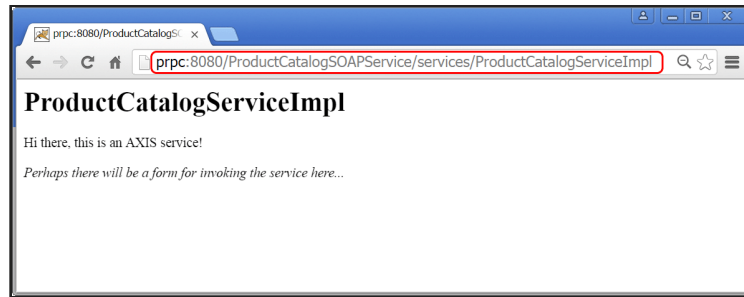 prpc:8080/ProductCatalogSC
prpc:8080/ProductCatalogSOAPService/services/ProductCatalogServiceImpl
ProductCatalogServiceImpl
Hi there, this is an AXIS service!
Perhaps there will be a form for invoking the service here...